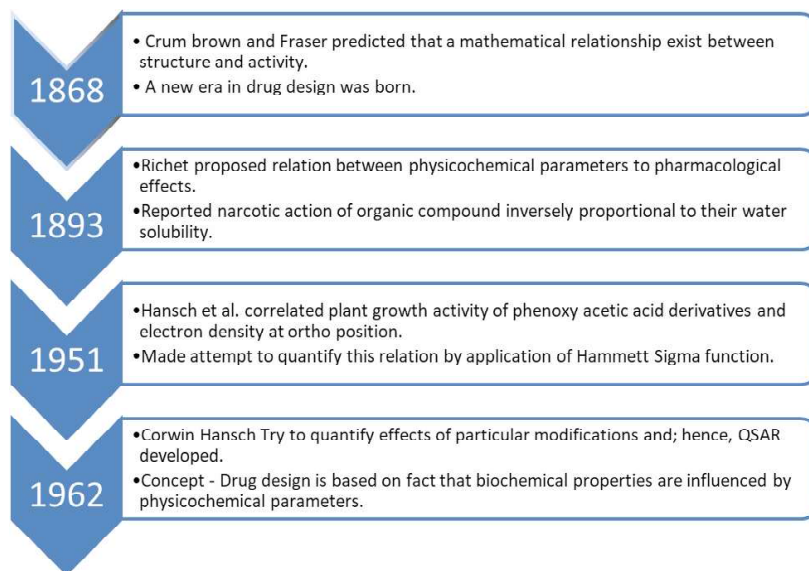 1868
• Crum brown and Fraser predicted that a mathematical relationship exist between
structure and activity.
• A new era in drug design was born.
1893
•Richet proposed relation between physicochemical parameters to pharmacological
effects.
•Reported narcotic action of organic compound inversely proportional to their water
solubility.
1951
•Hansch et al. correlated plant growth activity of phenoxy acetic acid derivatives and
electron density at ortho position.
•Made attempt to quantify this relation by application of Hammett Sigma function.
1962
•Corwin Hansch Try to quantify effects of particular modifications and; hence, QSAR
developed.
•Concept - Drug design is based on fact that biochemical properties are influenced by
physicochemical parameters.